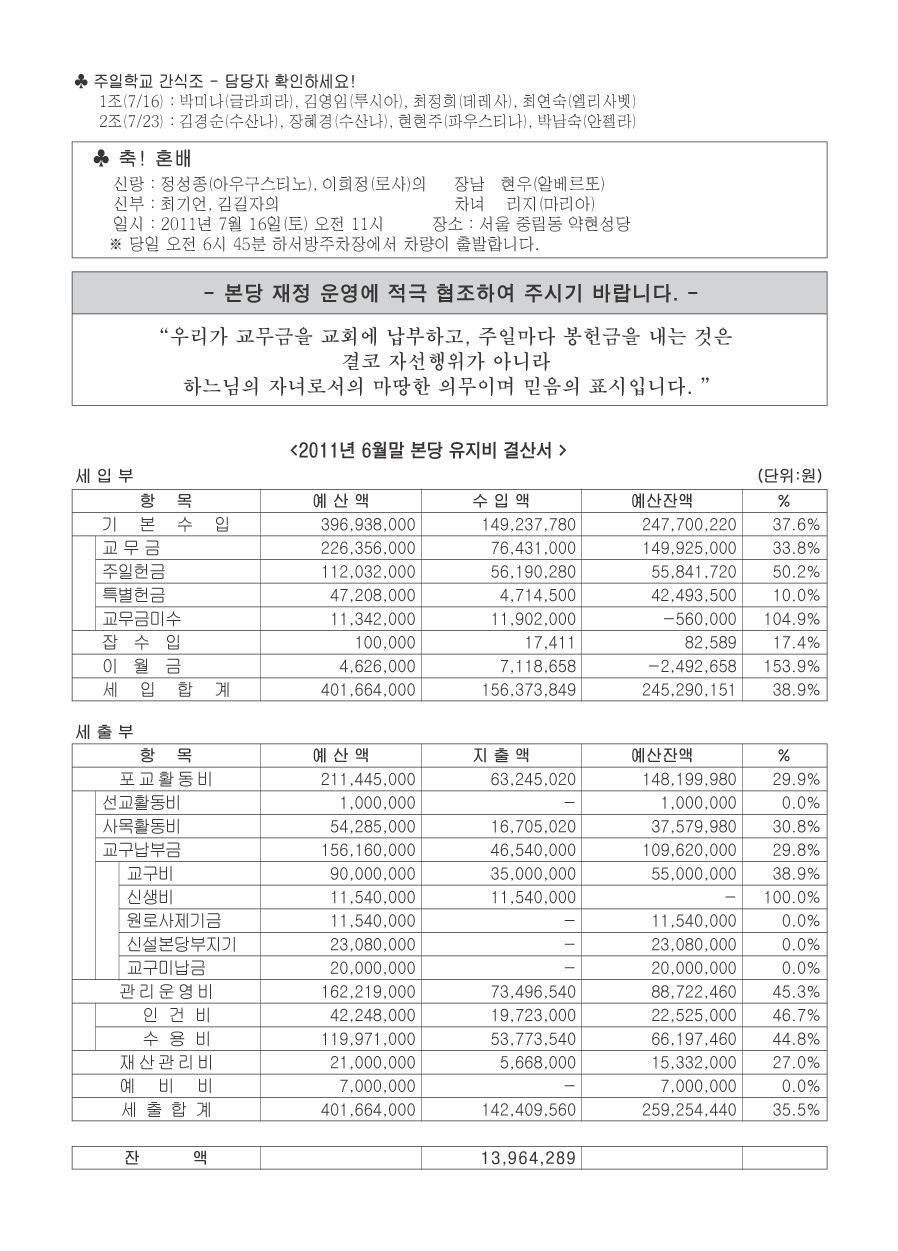 ♣ 주일학교 간식조 - 담당자 확인하세요!
1조(7/16) : 박미나(글라피라), 김영임(루시아), 최정희(데레사), 최연숙(엘리사벳)
2조(7/23) : 김경순(수산나), 장혜경(수산나), 현현주(파우스티나), 박남숙(안젤라)
♣ 축! 혼배
신랑 : 정성종(아우구스티노), 이희정(로사)의 장남 현우(알베르또)
신부 : 최기언, 김길자의 차녀 리지(마리아)
일시 : 2011년 7월 16일(토) 오전 11시 장소 : 서울 중림동 약현성당
※ 당일 오전 6시 45분 하서방주차장에서 차량이 출발합니다.
- 본당 재정 운영에 적극 협조하여 주시기 바랍니다. -
“우리가 교무금을 교회에 납부하고, 주일마다 봉헌금을 내는 것은
결코 자선행위가 아니라
하느님의 자녀로서의 마땅한 의무이며 믿음의 표시입니다. ”
<2011년 6월말 본당 유지비 결산서 >
세 입 부 (단위:원)
항 목 예 산 액 수 입 액 예산잔액 %
기 본 수 입 396,938,000 149,237,780 247,700,220 37.6%
교 무 금 226,356,000 76,431,000 149,925,000 33.8%
주일헌금 112,032,000 56,190,280 55,841,720 50.2%
특별헌금 47,208,000 4,714,500 42,493,500 10.0%
교무금미수 11,342,000 11,902,000 -560,000 104.9%
잡 수 입 100,000 17,411 82,589 17.4%
이 월 금 4,626,000 7,118,658 -2,492,658 153.9%
세 입 합 계 401,664,000 156,373,849 245,290,151 38.9%
세 출 부
항 목 예 산 액 지 출 액 예산잔액 %
포 교 활 동 비 211,445,000 63,245,020 148,199,980 29.9%
선교활동비 1,000,000 - 1,000,000 0.0%
사목활동비 54,285,000 16,705,020 37,579,980 30.8%
교구납부금 156,160,000 46,540,000 109,620,000 29.8%
교구비 90,000,000 35,000,000 55,000,000 38.9%
신생비 11,540,000 11,540,000 - 100.0%
원로사제기금 11,540,000 - 11,540,000 0.0%
신설본당부지기 23,080,000 - 23,080,000 0.0%
교구미납금 20,000,000 - 20,000,000 0.0%
관 리 운 영 비 162,219,000 73,496,540 88,722,460 45.3%
인 건 비 42,248,000 19,723,000 22,525,000 46.7%
수 용 비 119,971,000 53,773,540 66,197,460 44.8%
재 산 관 리 비 21,000,000 5,668,000 15,332,000 27.0%
예 비 비 7,000,000 - 7,000,000 0.0%
세 출 합 계 401,664,000 142,409,560 259,254,440 35.5%
잔 액 13,964,289